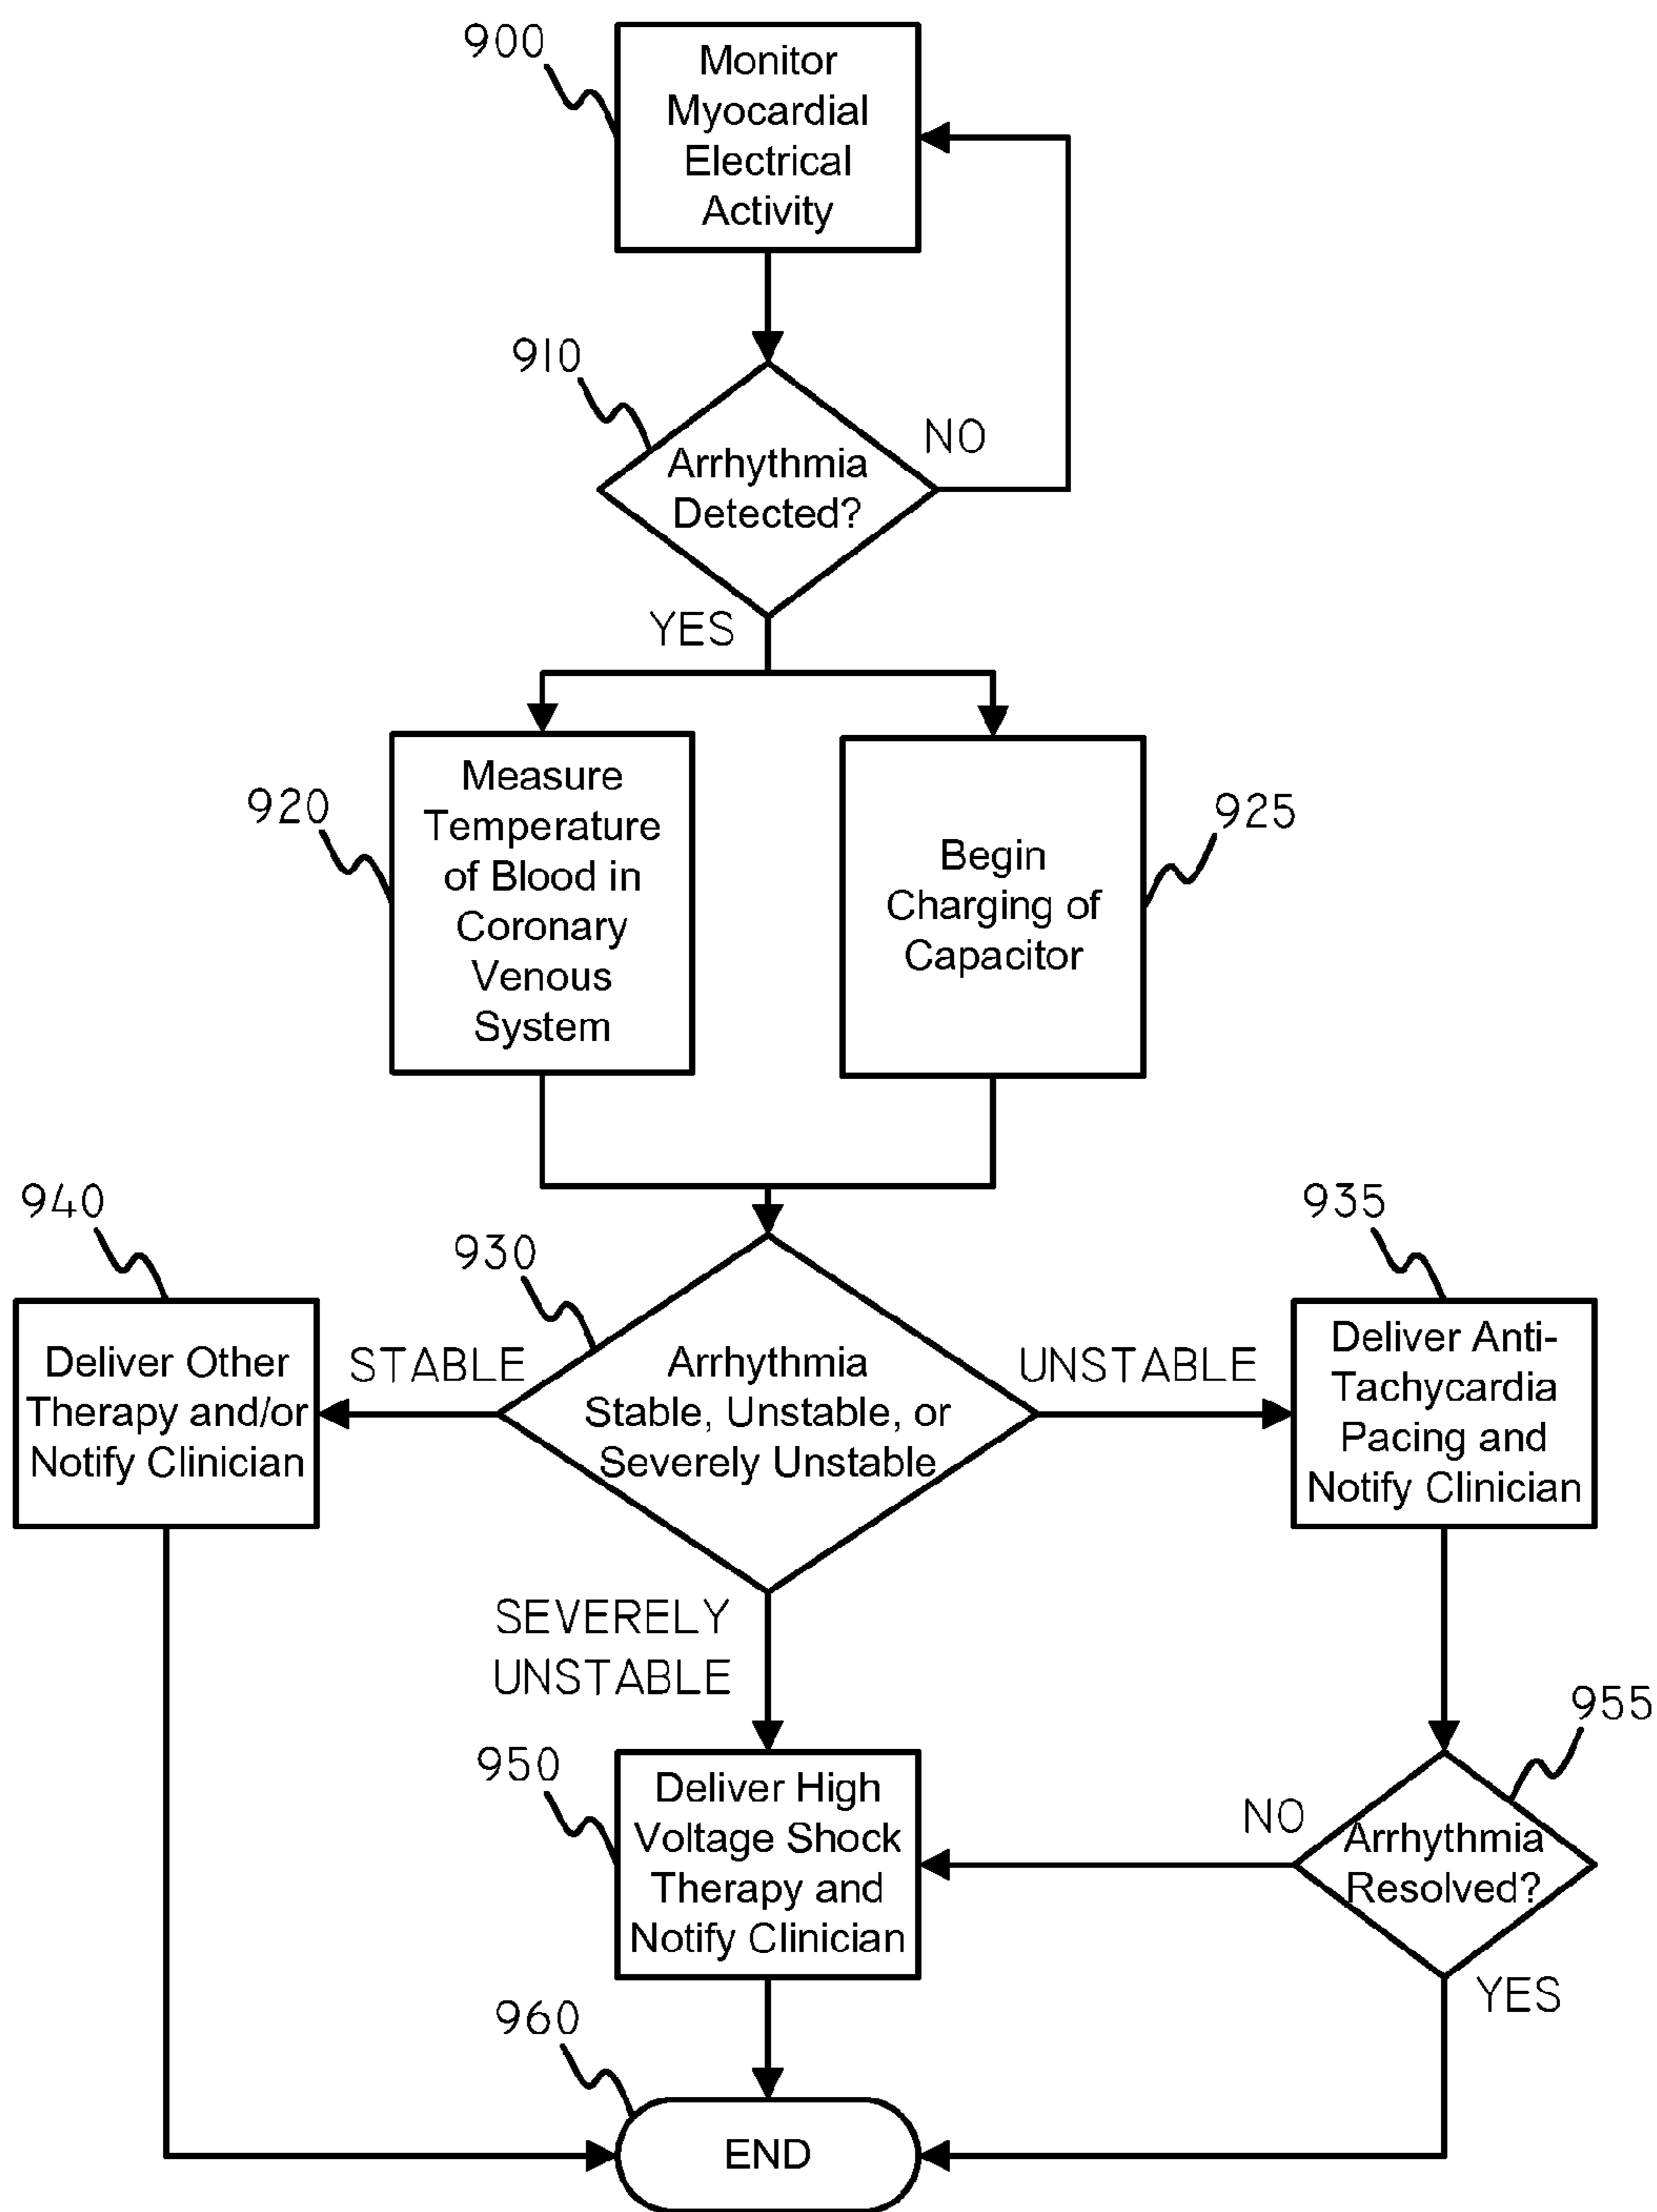 900
Monitor
Myocardial
Electrical
Activity
910
Arrhythmia
Detected?
NO
YES
920
Measure
Temperature
of Blood in
Coronary
Venous
System
925
Begin
Charging of
Capacitor
940
Deliver Other
Therapy and/or
Notify Clinician
STABLE
930
Arrhythmia
Stable, Unstable, or
Severely Unstable
UNSTABLE
935
Deliver Anti-
Tachycardia
Pacing and
Notify Clinician
SEVERELY
UNSTABLE
950
Deliver High
Voltage Shock
Therapy and
Notify Clinician
NO
955
Arrhythmia
Resolved?
YES
960
END